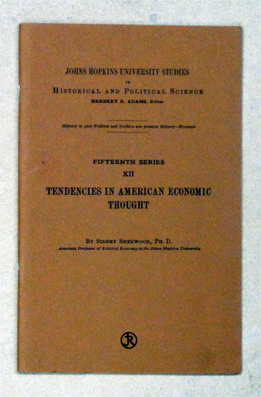 JOHNS HOPKINS UNIVERSITY STUDIES
IN
HISTORICAL AND POLITICAL SCIENCE
HERBERT B. ADAMS, Editor
History is past Politics and Politics are present History—Freeman
FIFTEENTH SERIES
XII
TENDENCIES IN AMERICAN ECONOMIC
THOUGHT
BY SIDNEY SHERWOOD, PH. D.
Associate Professor of Political Economy in the Johns Hopkins University